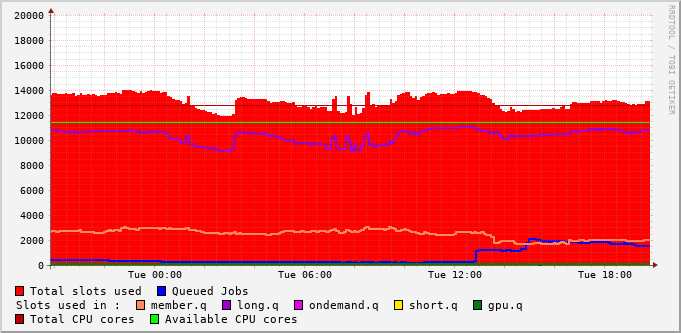 20000
18000
16000
14000
12000
10000
8000
6000
4000
2000
0
Tue 00:00 Tue 06:00 Tue 12:00 Tue 18:00
RRDTOOL / TOBI OETIKER
Total slots used Queued Jobs
Slots used in : member.q long.q ondemand.q short.q gpu.q
Total CPU cores Available CPU cores